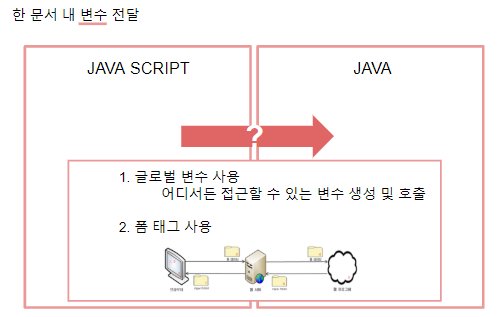 한 문서 내 변수 전달
JAVA SCRIPT
JAVA
?
1. 글로벌 변수 사용
어디서든 접근할 수 있는 변수 생성 및 호출
2. 폼 태그 사용